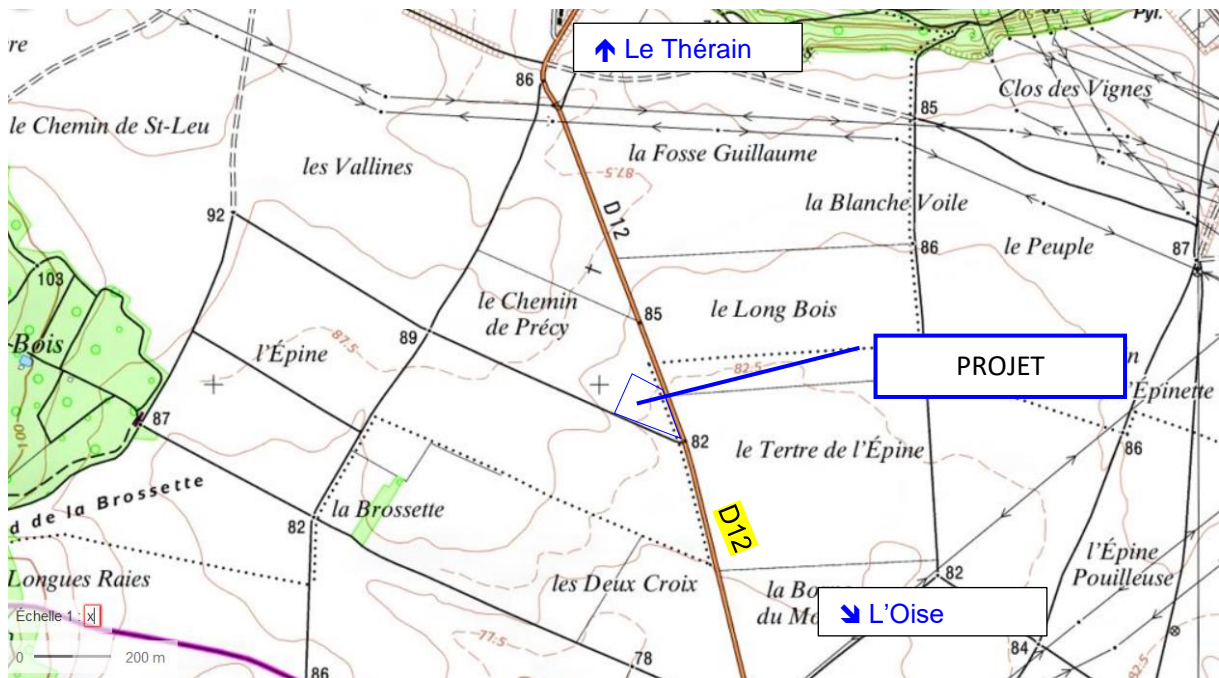 Pyl.
re
↑ Le Thérain
86
Clos des Vignes
85
le Chemin de St-Leu
la Fosse Guillaume
les Vallines
87.5
la Blanche Voile
92
D 12
86
le Peuple
87
103
le Chemin
de Précy
85
le Long Bois
89
Bois
l'Épine
87.5
82.5
PROJET
l'Épinette
87
100
82
le Tertre de l'Épine
86
d de la Brossette
la Brossette
82
D12
l'Épine
Pouilleuse
Longues Raies
les Deux Croix
82
la Bo
du Mo
↘ L'Oise
Échelle 1 : x
0 200 m
77.5
78
84
86
82.5